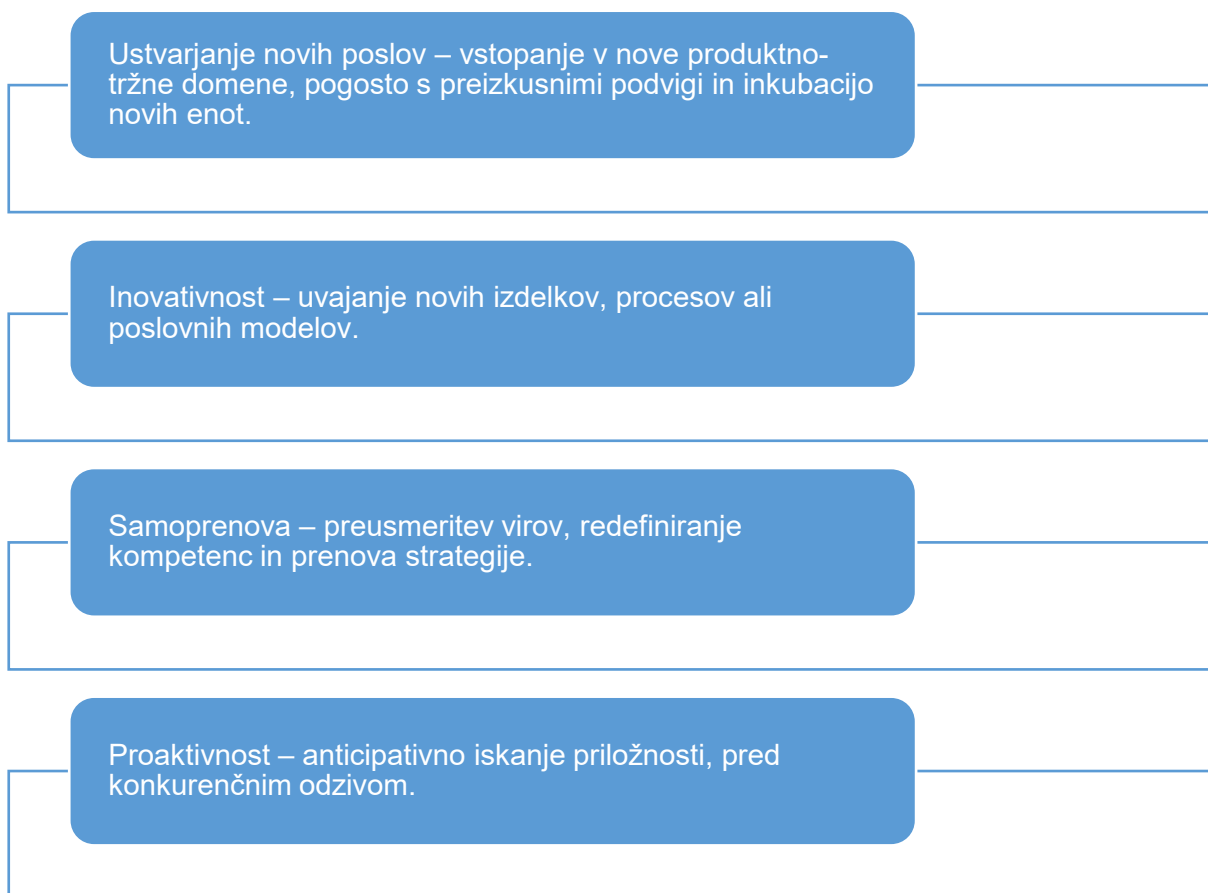 Ustvarjanje novih poslov – vstopanje v nove produktno-
tržne domene, pogosto s preizkusnimi podvigi in inkubacijo
novih enot.
Inovativnost – uvajanje novih izdelkov, procesov ali
poslovnih modelov.
Samoprenova – preusmeritev virov, redefiniranje
kompetenc in prenova strategije.
Proaktivnost – anticipativno iskanje priložnosti, pred
konkurenčnim odzivom.